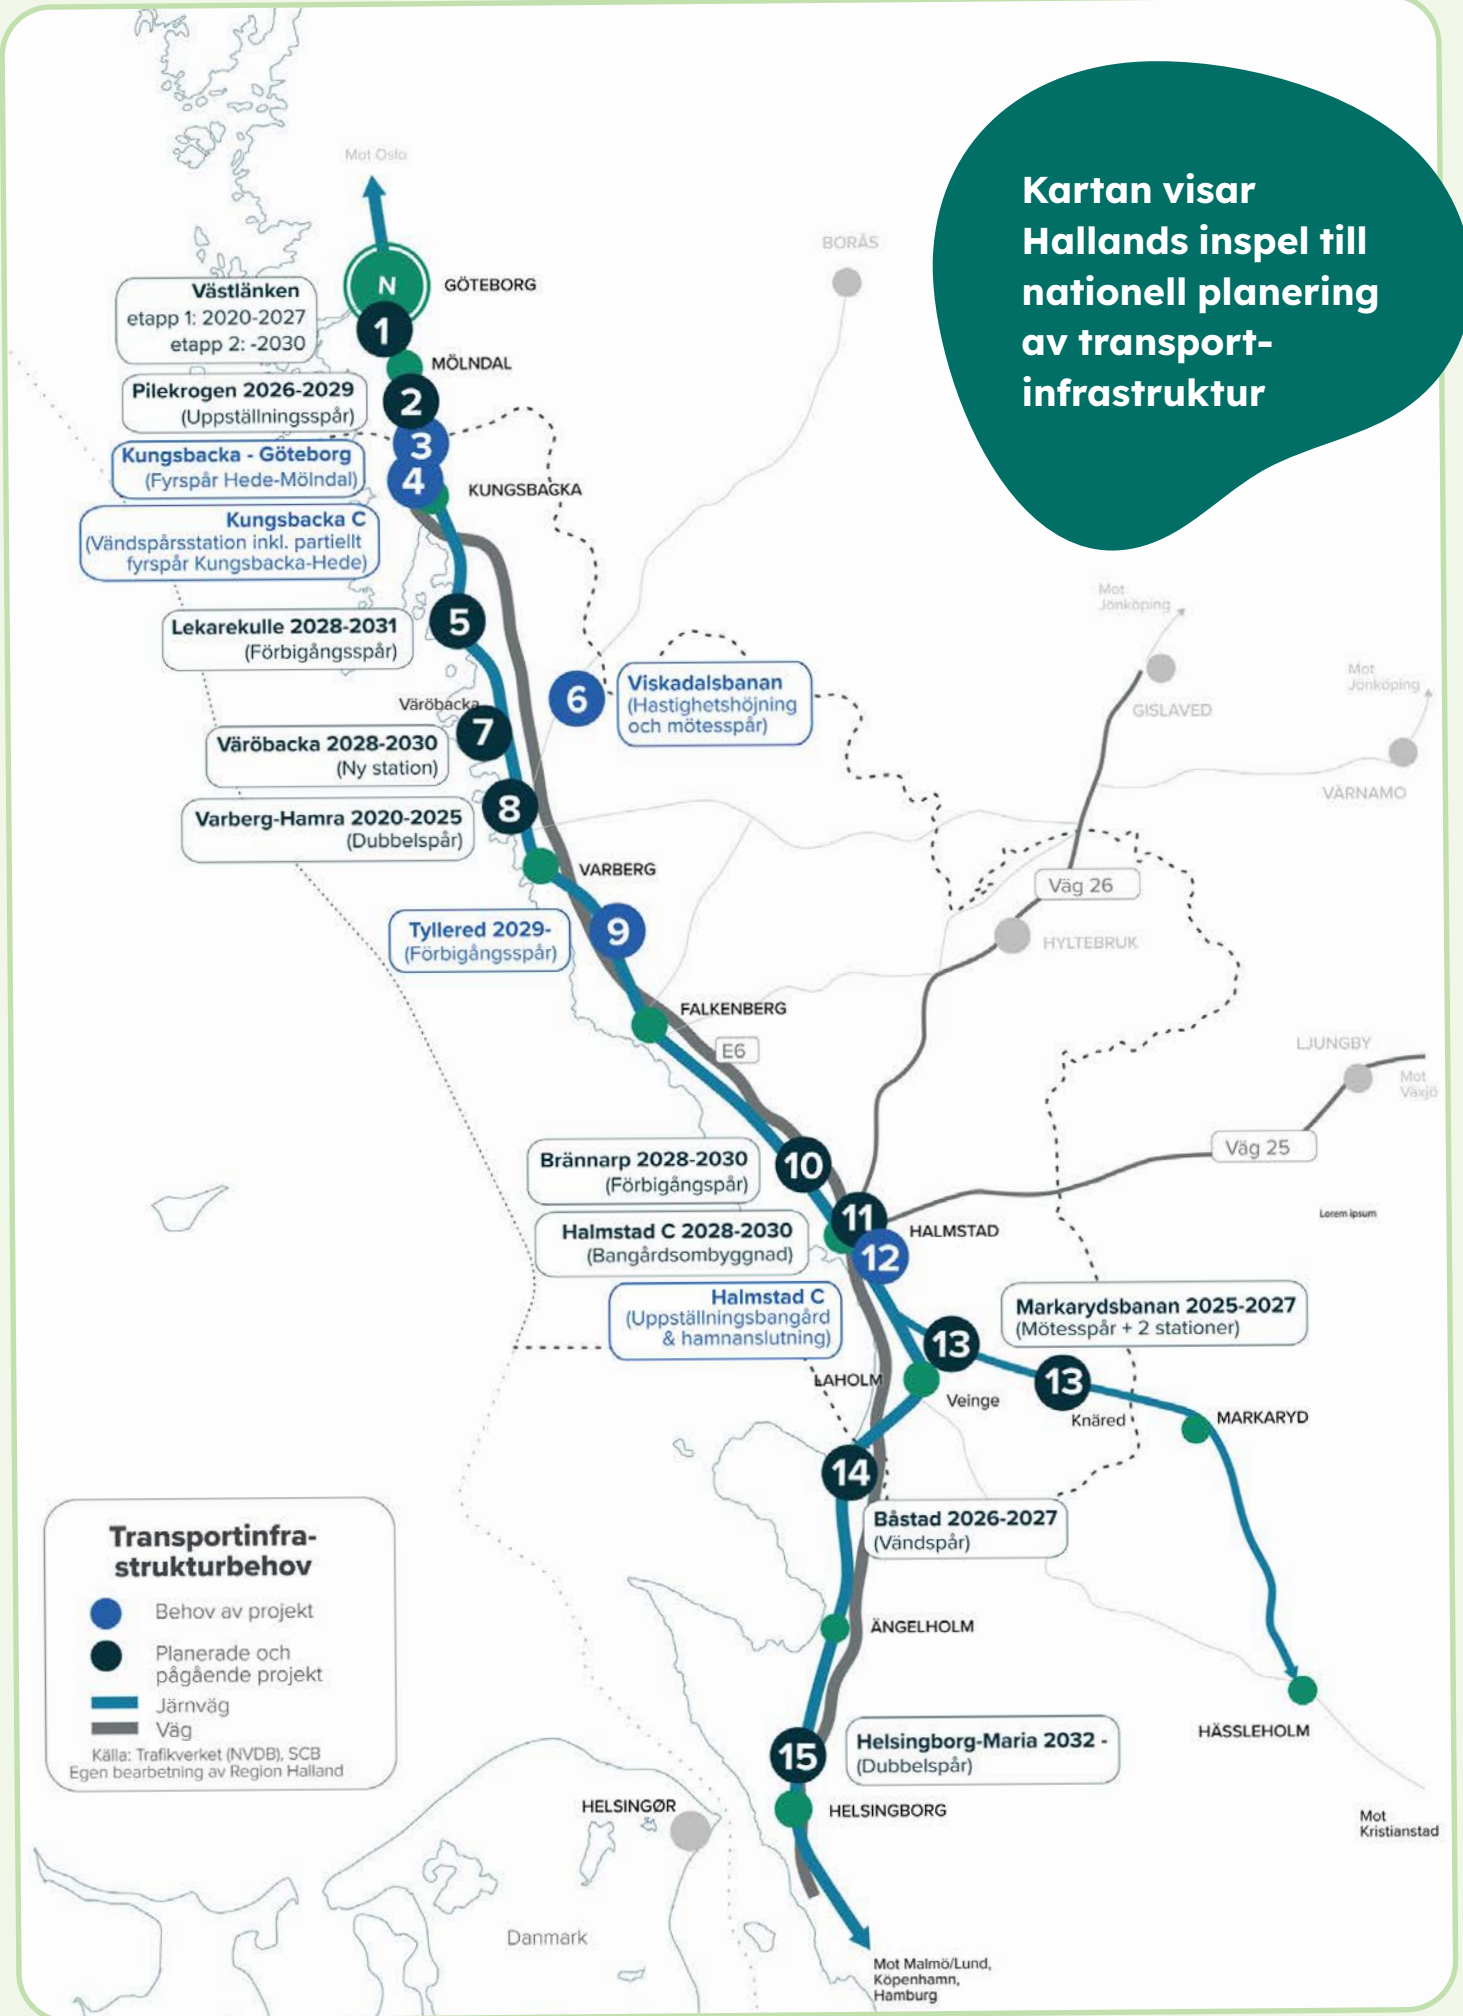 Kartan visar
Hallands inspel till
nationell planering
av transport-
infrastruktur
Mot Oslo
BORÅS
N
GÖTEBORG
Västlänken
etapp 1: 2020-2027
etapp 2: -2030
1
MÖLNDAL
Pilekrogen 2026-2029
(Uppställningsspår)
2
3
Kungsbacka - Göteborg
(Fyrspår Hede-Mölndal)
4
KUNGSBACKA
Kungsbacka C
(Vändspårsstation inkl. partiellt
fyrspår Kungsbacka-Hede)
Mot
Jönköping
Lekarekulle 2028-2031
(Förbigångsspår)
5
Mot
Jönköping
6
Viskadalsbanan
(Hastighetshöjning
och mötesspår)
GISLAVED
Väröbacka
7
Väröbacka 2028-2030
(Ny station)
VÄRNAMO
8
Varberg-Hamra 2020-2025
(Dubbelspår)
VARBERG
Väg 26
Tyllered 2029-
(Förbigångsspår)
9
HYLTEBRUK
FALKENBERG
E6
LJUNGBY
Mot
Växjö
Väg 25
Brännarp 2028-2030
(Förbigångspår)
10
Lorem ipsum
11
Halmstad C 2028-2030
(Bangårdsombyggnad)
HALMSTAD
12
Halmstad C
(Uppställningsbangård
& hamnanslutning)
Markarydsbanan 2025-2027
(Mötesspår + 2 stationer)
13
13
LAHOLM
Veinge
Knäred
MARKARYD
14
Båstad 2026-2027
(Vändspår)
Transportinfra-
strukturbehov
Behov av projekt
Planerade och
pågående projekt
Järnväg
Väg
Källa: Trafikverket (NVDB), SCB
Egen bearbetning av Region Halland
ÄNGELHOLM
HÄSSLEHOLM
15
Helsingborg-Maria 2032 -
(Dubbelspår)
HELSINGØR
HELSINGBORG
Mot
Kristianstad
Danmark
Mot Malmö/Lund,
Köpenhamn,
Hamburg